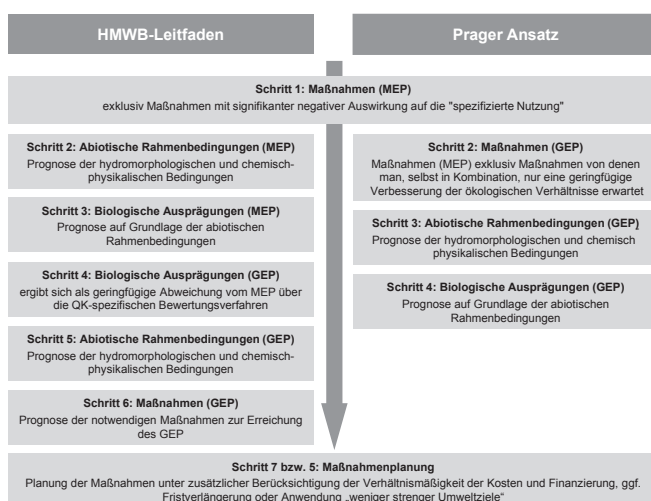 HMWB-Leitfaden
Prager Ansatz
Schritt 1: Maßnahmen (MEP)
exklusiv Maßnahmen mit signifikanter negativer Auswirkung auf die "spezifizierte Nutzung"
Schritt 2: Abiotische Rahmenbedingungen (MEP)
Prognose der hydromorphologischen und chemisch-
physikalischen Bedingungen
Schritt 3: Biologische Ausprägungen (MEP)
Prognose auf Grundlage der abiotischen
Rahmenbedingungen
Schritt 4: Biologische Ausprägungen (GEP)
ergibt sich als geringfügige Abweichung vom MEP über
die QK-spezifischen Bewertungsverfahren
Schritt 5: Abiotische Rahmenbedingungen (GEP)
Prognose der hydromorphologischen und chemisch-
physikalischen Bedingungen
Schritt 6: Maßnahmen (GEP)
Prognose der notwendigen Maßnahmen zur Erreichung
des GEP
Schritt 2: Maßnahmen (GEP)
Maßnahmen (MEP) exklusiv Maßnahmen von denen
man, selbst in Kombination, nur eine geringfügige
Verbesserung der ökologischen Verhältnisse erwartet
Schritt 3: Abiotische Rahmenbedingungen (GEP)
Prognose der hydromorphologischen und chemisch
physikalischen Bedingungen
Schritt 4: Biologische Ausprägungen (GEP)
Prognose auf Grundlage der abiotischen
Rahmenbedingungen
Schritt 7 bzw. 5: Maßnahmenplanung
Planung der Maßnahmen unter zusätzlicher Berücksichtigung der Verhältnismäßigkeit der Kosten und Finanzierung, ggf.
Fristverlängerung oder Anwendung „weniger strenger Umweltziele"